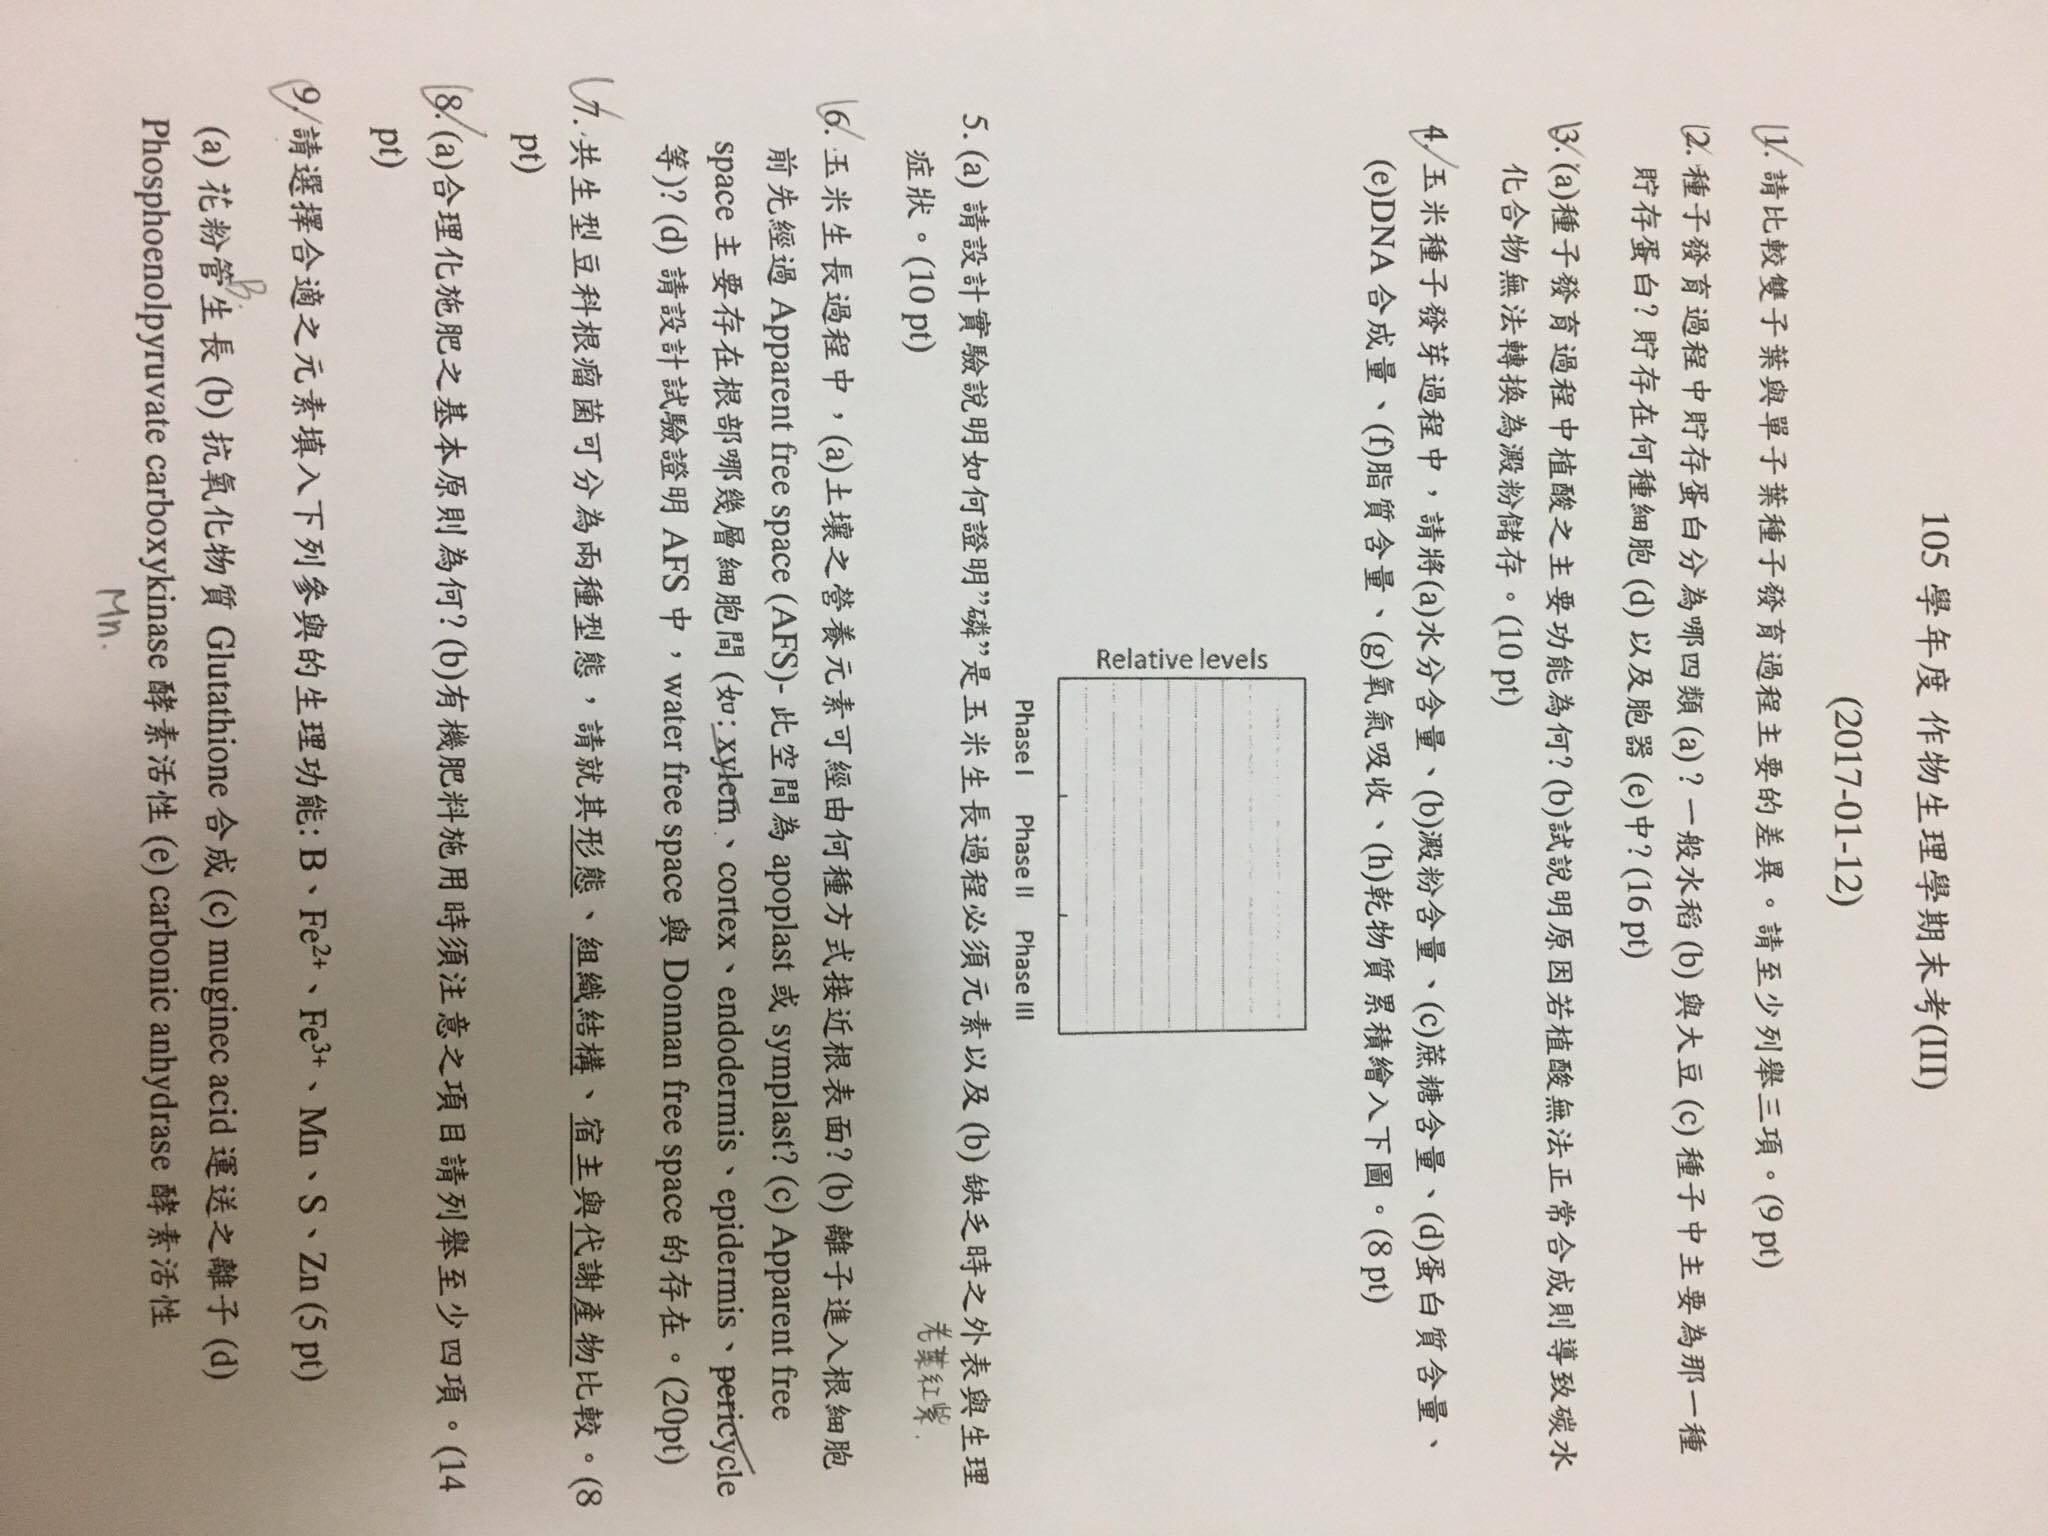 105 學年度 作物生理學期末考(III)
(2017-01-12)
1. 請比較雙子葉與單子葉種子發育過程主要的差異。請至少列舉三項。(9 pt)
2. 種子發育過程中貯存蛋白分為哪四類 (a)? 一般水稻 (b) 與大豆 (c) 種子中主要為那一種
貯存蛋白? 貯存在何種細胞 (d) 以及胞器 (e)中? (16 pt)
3. (a)種子發育過程中植酸之主要功能為何? (b)試說明原因若植酸無法正常合成則導致碳水
化合物無法轉換為澱粉儲存。(10 pt)
4. 玉米種子發芽過程中，請將(a)水分含量、(b)澱粉含量、(c)蔗糖含量、(d)蛋白質含量、
(e)DNA 合成量、(f)脂質含量、(g)氧氣吸收、(h)乾物質累積繪入下圖。(8 pt)
Relative levels
Phase I Phase II Phase III
5. (a) 請設計實驗說明如何證明”磷”是玉米生長過程必須元素以及 (b) 缺乏時之外表與生理
症狀。(10 pt)
老葉紅紫.
6. 玉米生長過程中，(a)土壤之營養元素可經由何種方式接近根表面? (b) 離子進入根細胞
前先經過 Apparent free space (AFS)- 此空間為 apoplast 或 symplast? (c) Apparent free
space 主要存在根部哪幾層細胞間 (如: xylem、cortex、endodermis、epidermis、pericycle
等)? (d) 請設計試驗證明 AFS 中，water free space 與 Donnan free space 的存在。(20pt)
7. 共生型豆科根瘤菌可分為兩種型態，請就其形態、組織結構、宿主與代謝產物比較。(8
pt)
8. (a)合理化施肥之基本原則為何? (b)有機肥料施用時須注意之項目請列舉至少四項。(14
pt)
9. 請選擇合適之元素填入下列參與的生理功能: B、Fe2+、Fe3+、Mn、S、Zn (5 pt)
(a) 花粉管生長 (b) 抗氧化物質 Glutathione 合成 (c) muginec acid 運送之離子 (d)
B.
Phosphoenolpyruvate carboxykinase 酵素活性 (e) carbonic anhydrase 酵素活性
Mn.